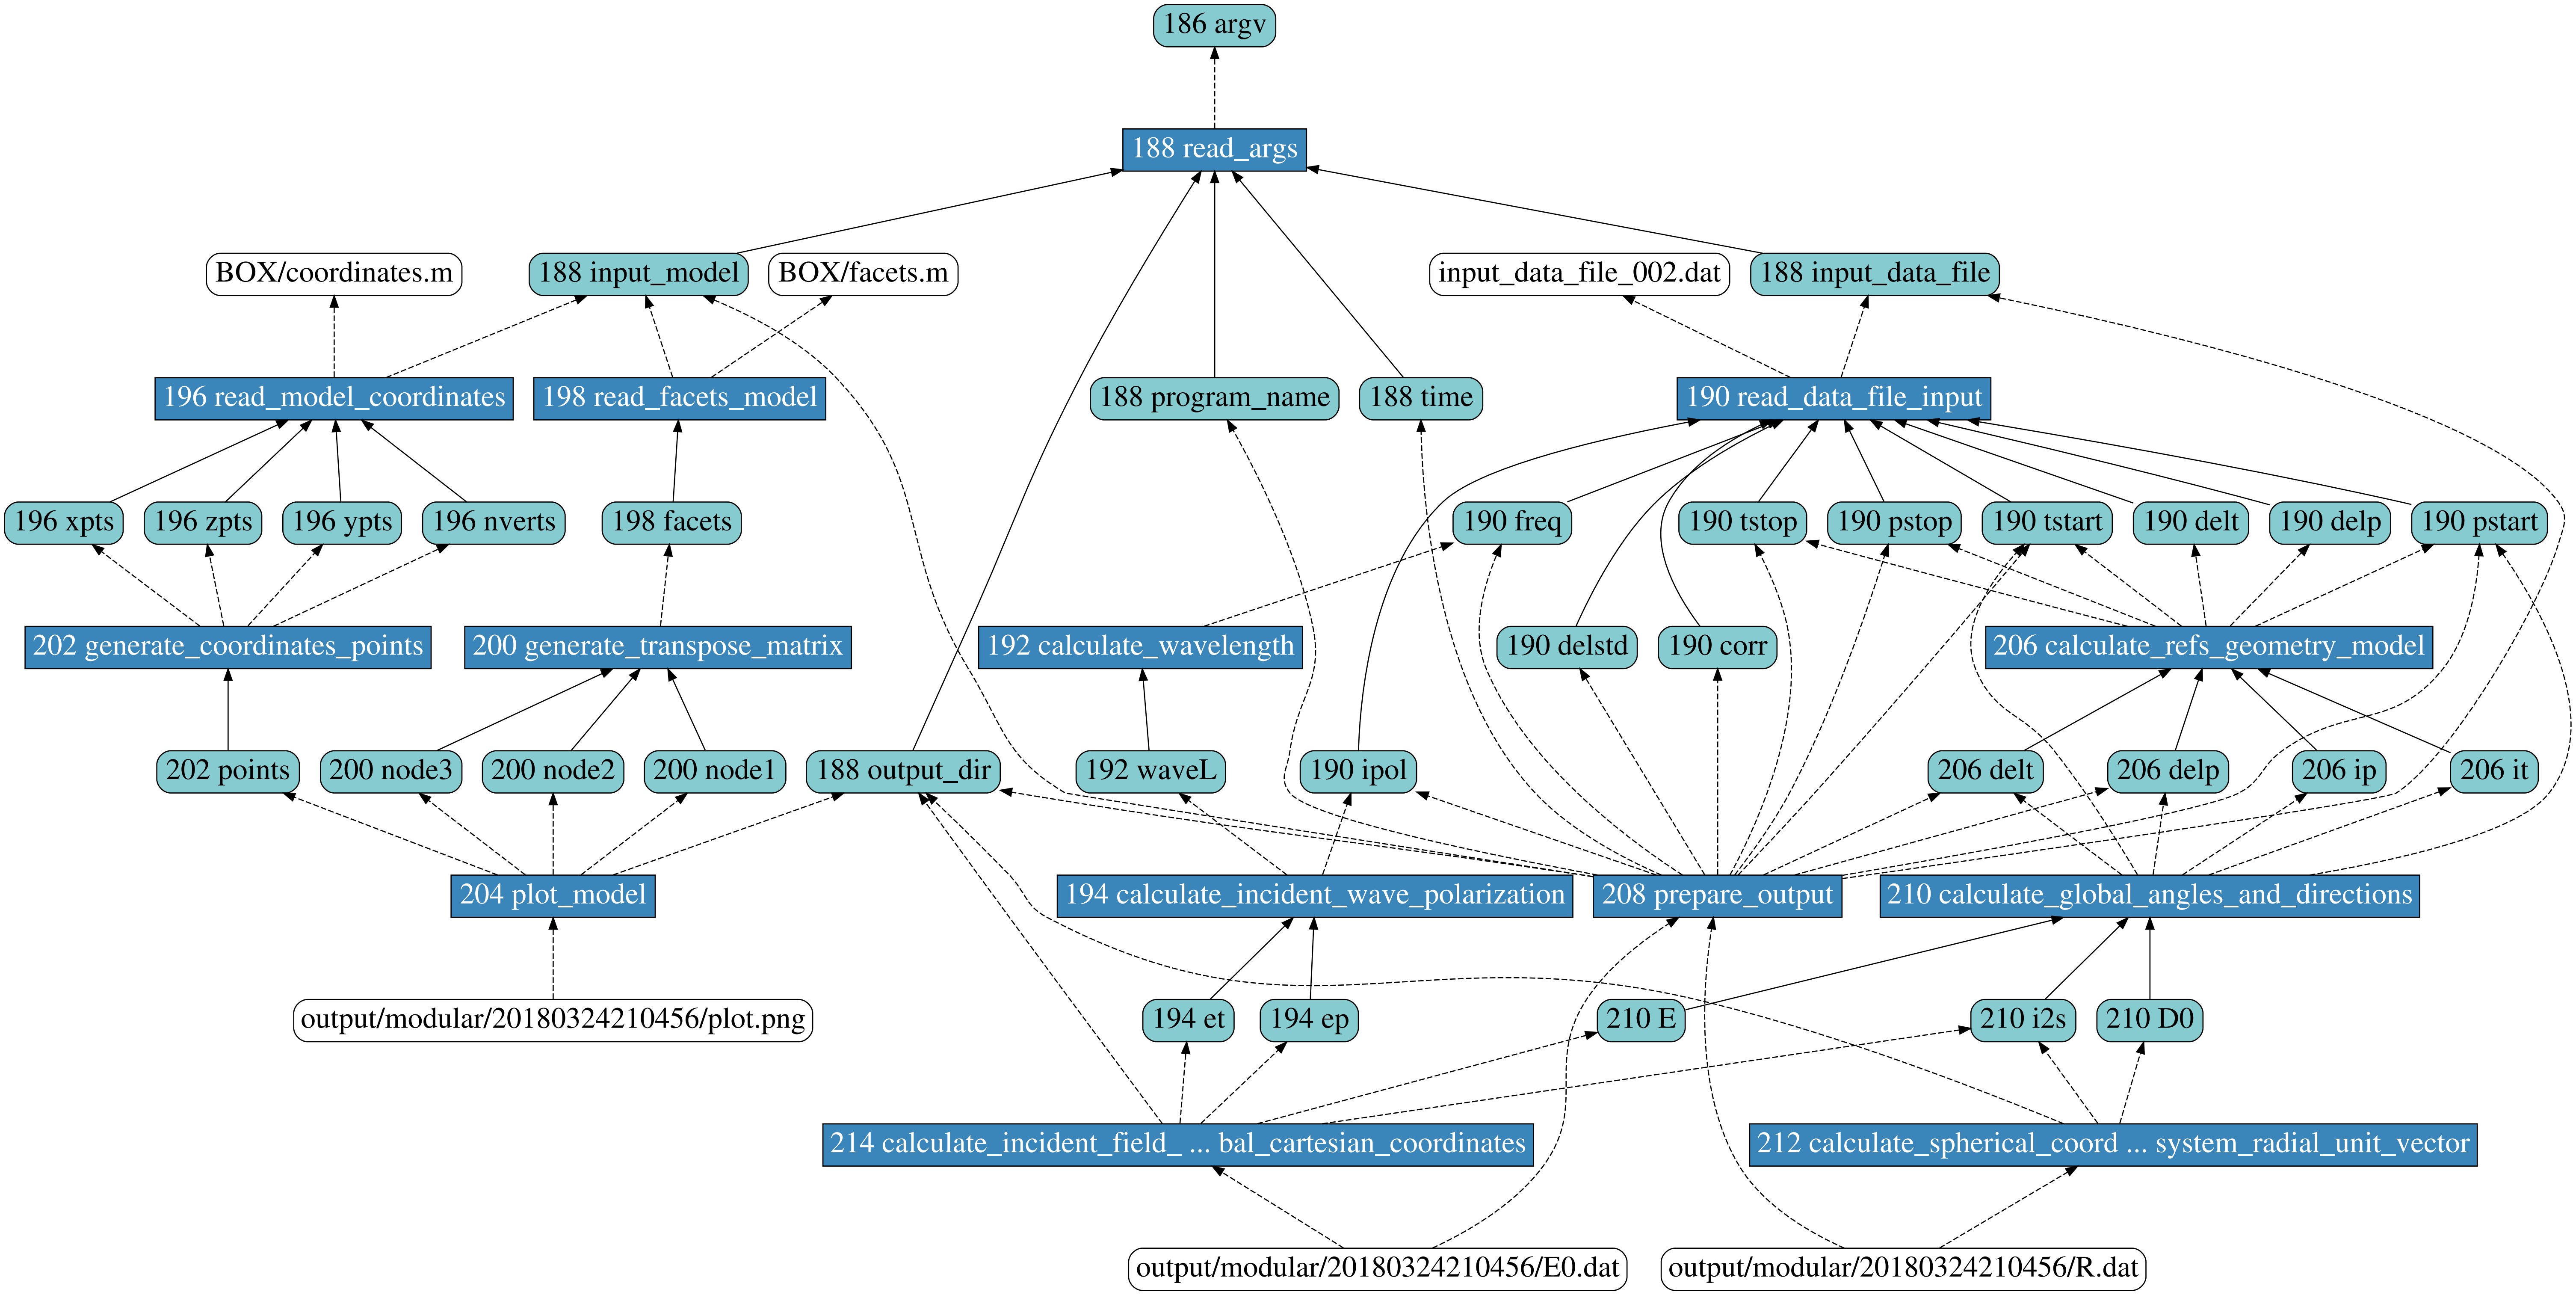 186 argv
188 read_args
BOX/coordinates.m
188 input_model
BOX/facets.m
input_data_file_002.dat
188 input_data_file
196 read_model_coordinates
198 read_facets_model
188 program_name
188 time
190 read_data_file_input
196 xpts
196 zpts
196 ypts
196 nverts
198 facets
190 freq
190 tstop
190 pstop
190 tstart
190 delt
190 delp
190 pstart
202 generate_coordinates_points
200 generate_transpose_matrix
192 calculate_wavelength
190 delstd
190 corr
206 calculate_refs_geometry_model
202 points
200 node3
200 node2
200 node1
188 output_dir
192 waveL
190 ipol
206 delt
206 delp
206 ip
206 it
204 plot_model
194 calculate_incident_wave_polarization
208 prepare_output
210 calculate_global_angles_and_directions
output/modular/20180324210456/plot.png
194 et
194 ep
210 E
210 i2s
210 D0
214 calculate_incident_field_ ... bal_cartesian_coordinates
212 calculate_spherical_coord ... system_radial_unit_vector
output/modular/20180324210456/E0.dat
output/modular/20180324210456/R.dat